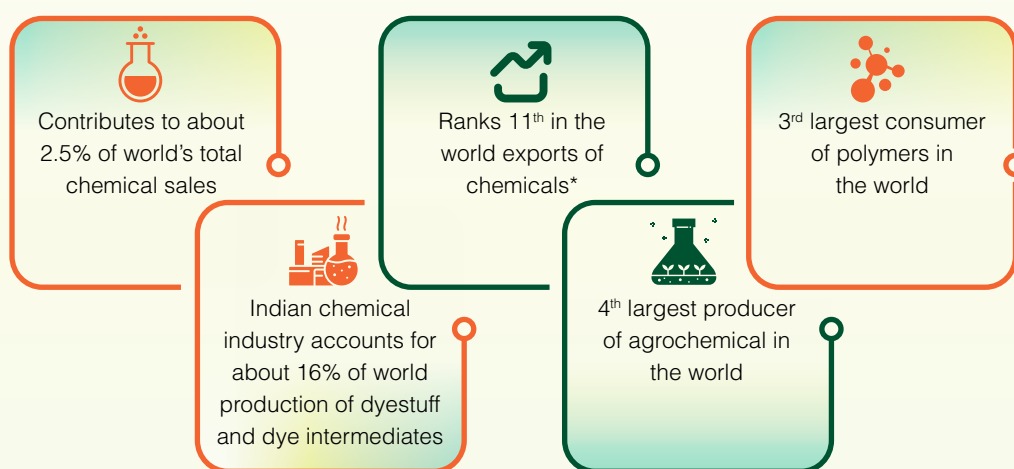 Contributes to about
2.5% of world's total
chemical sales
Indian chemical
industry accounts for
about 16% of world
production of dyestuff
and dye intermediates
Ranks 11th in the
world exports of
chemicals*
4th largest producer
of agrochemical in
the world
3rd largest consumer
of polymers in
the world